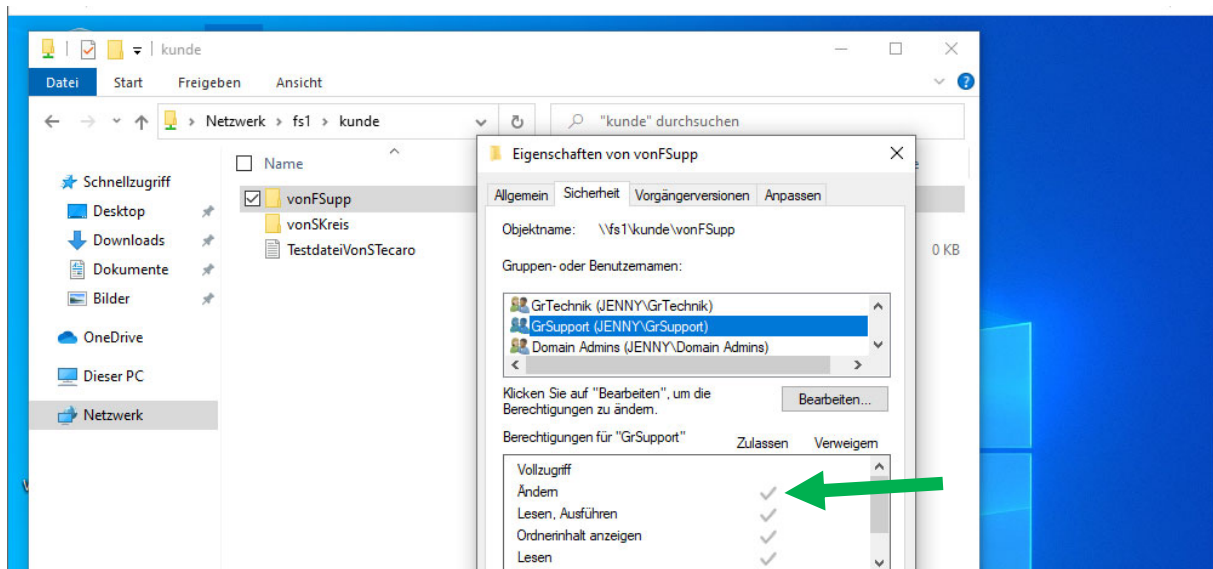 kunde
Datei Start Freigeben Ansicht
Netzwerk > fs1 > kunde
"kunde" durchsuchen
Name
Schnellzugriff
Desktop
Downloads
Dokumente
Bilder
OneDrive
Dieser PC
Netzwerk
vonFSupp
vonSKreis
TestdateiVonSTecaro
0 KB
Eigenschaften von vonFSupp
Allgemein Sicherheit Vorgängerversionen Anpassen
Objektname: \\fs1\kunde\vonFSupp
Gruppen- oder Benutzernamen:
GrTechnik (JENNY\GrTechnik)
GrSupport (JENNY\GrSupport)
Domain Admins (JENNY\Domain Admins)
Klicken Sie auf "Bearbeiten", um die
Berechtigungen zu ändern.
Bearbeiten...
Berechtigungen für "GrSupport" Zulassen Verweigern
Vollzugriff
Ändern
Lesen, Ausführen
Ordnerinhalt anzeigen
Lesen